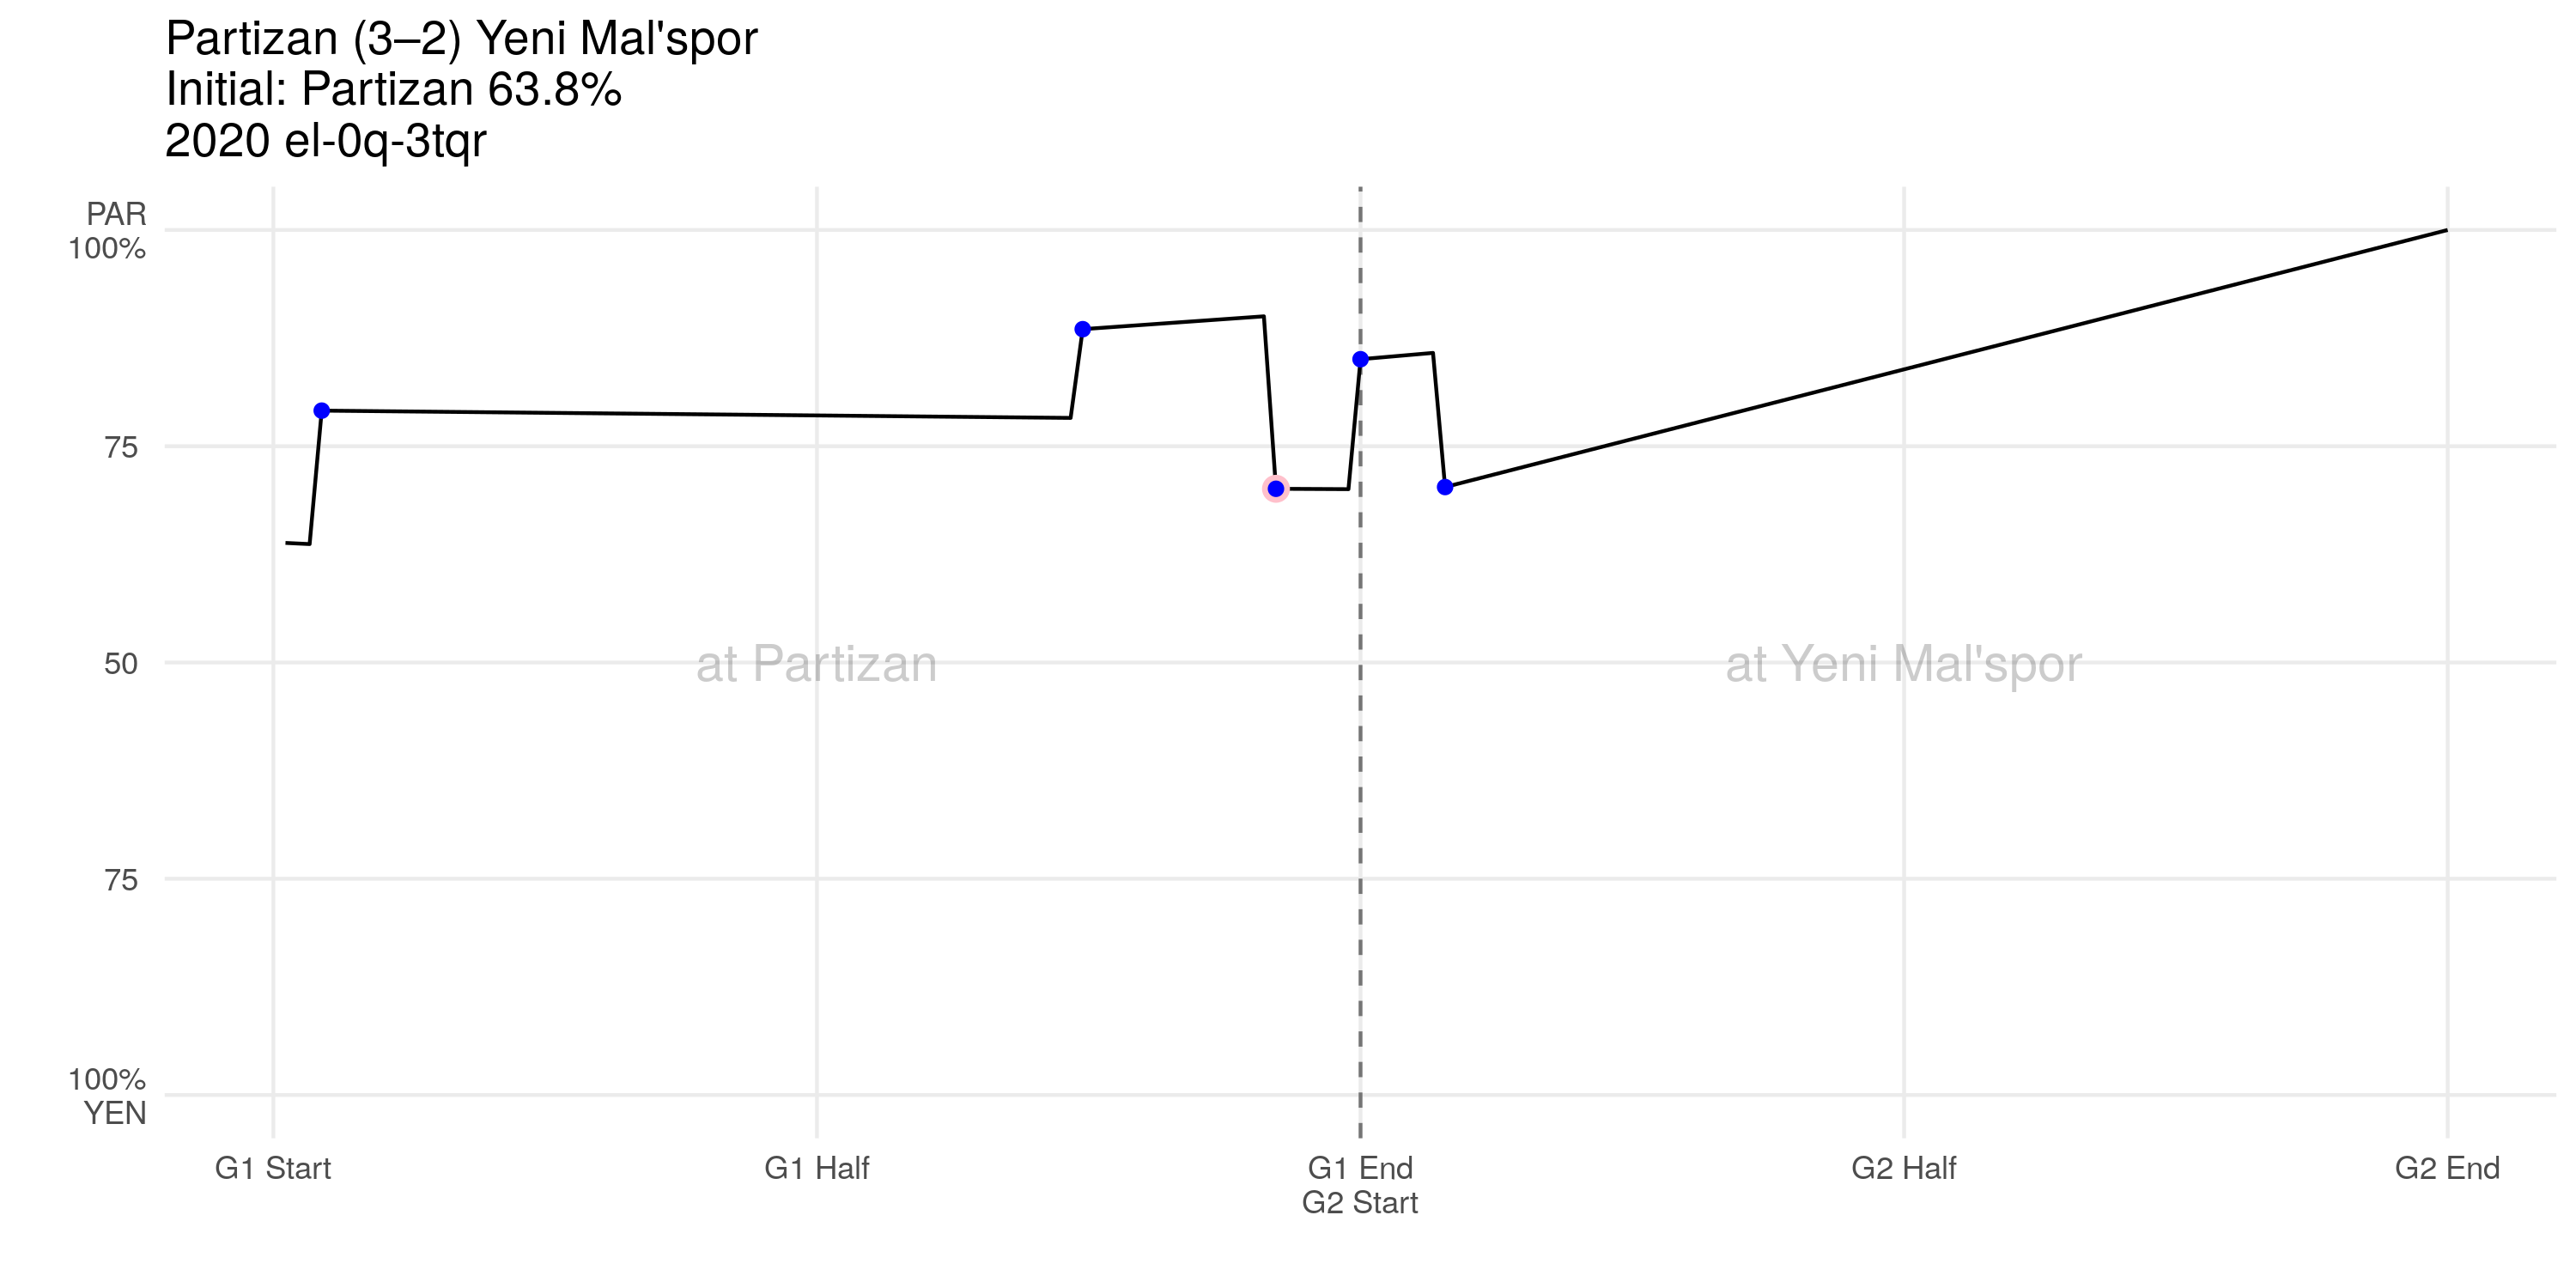 Partizan (3–2) Yeni Mal'spor
Initial: Partizan 63.8%
2020 el-0q-3tqr
PAR
100%
75
50
75
100%
YEN
at Partizan
at Yeni Mal'spor
G1 Start
G1 Half
G1 End
G2 Start
G2 Half
G2 End